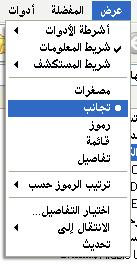 عرض المفضلة أدوات
أشرطة الأدوات
شريط المعلومات
شريط المستكشف
مصغرات
تجانب
رموز
قائمة
تفاصيل
ترتيب الرموز حسب
اختيار التفاصيل...
الانتقال إلى
تحديث